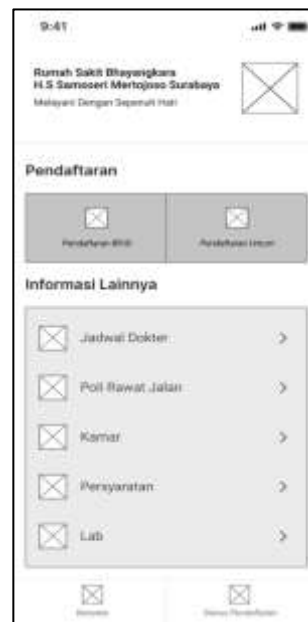 9:41
Rumah Sakit Bhayangkara
H.S Samsoeri Mertojoso Surabaya
Melayani Dengan Sepenuh Hati
Pendaftaran
Pendaftaran BPJS Pendaftaran Umum
Informasi Lainnya
Jadwal Dokter
Poli Rawat Jalan
Kamar
Persyaratan
Lab
Beranda Status Pendaftaran